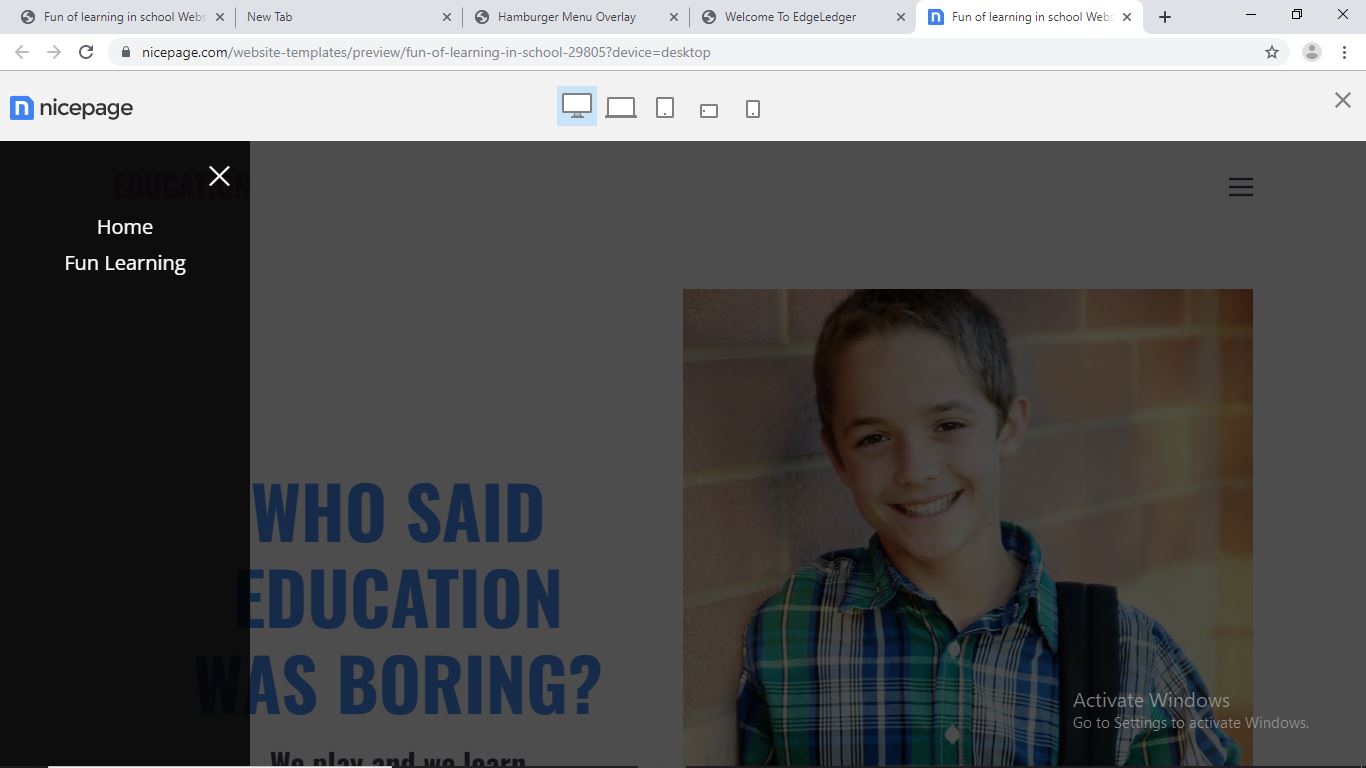 Fun of learning in school Webs
New Tab
Hamburger Menu Overlay
Welcome To EdgeLedger
Fun of learning in school Webs
nicepage.com/website-templates/preview/fun-of-learning-in-school-29805?device=desktop
nicepage
EDUCATION
Home
Fun Learning
WHO SAID
EDUCATION
WAS BORING?
We play and we learn
Activate Windows
Go to Settings to activate Windows.